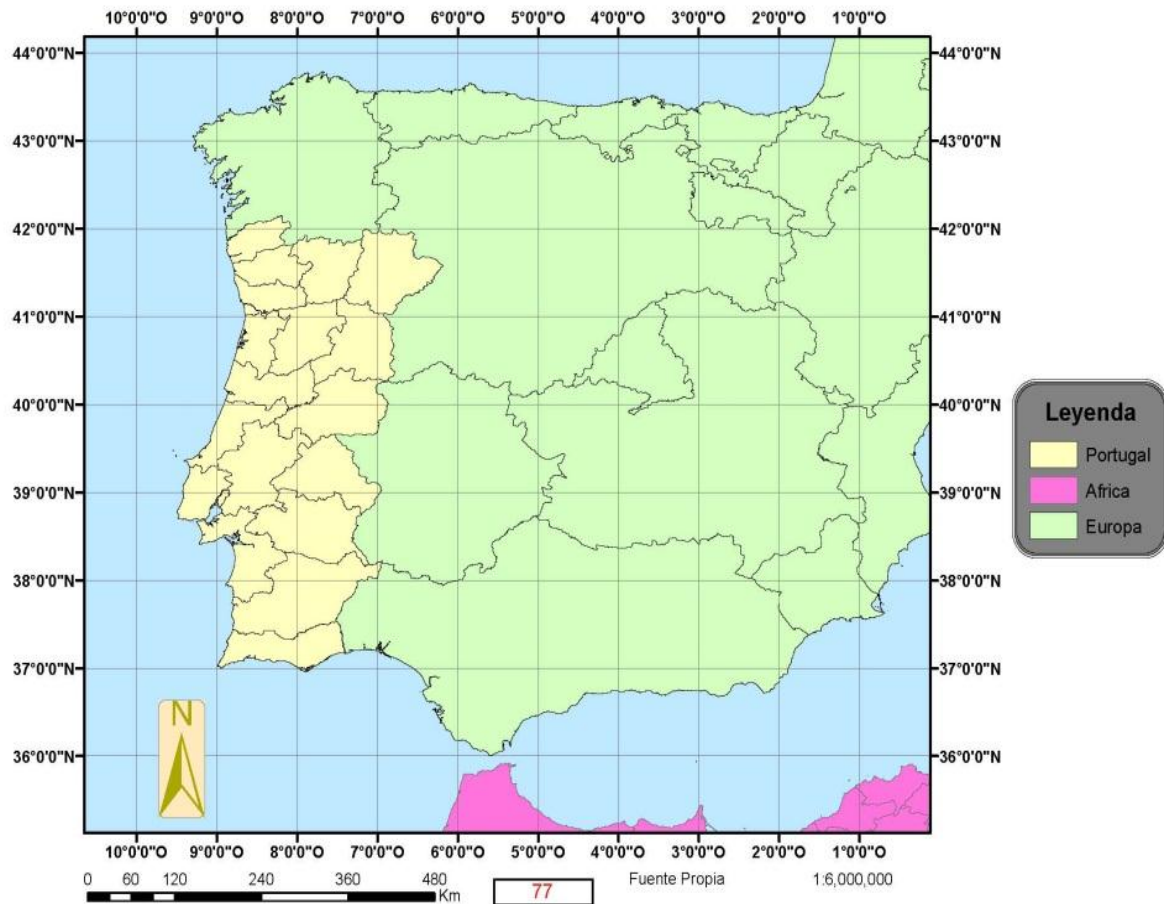 10°0'0"O 9°0'0"O 8°0'0"O 7°0'0"O 6°0'0"O 5°0'0"O 4°0'0"O 3°0'0"O 2°0'0"O 1°0'0"O
44°0'0"N 44°0'0"N
43°0'0"N 43°0'0"N
42°0'0"N 42°0'0"N
41°0'0"N 41°0'0"N
40°0'0"N 40°0'0"N
39°0'0"N 39°0'0"N
38°0'0"N 38°0'0"N
37°0'0"N 37°0'0"N
36°0'0"N 36°0'0"N
Leyenda
Portugal
Africa
Europa
N
10°0'0"O 9°0'0"O 8°0'0"O 7°0'0"O 6°0'0"O 5°0'0"O 4°0'0"O 3°0'0"O 2°0'0"O 1°0'0"O
0 60 120 240 360 480
Km
77
Fuente Propia 1:6,000,000